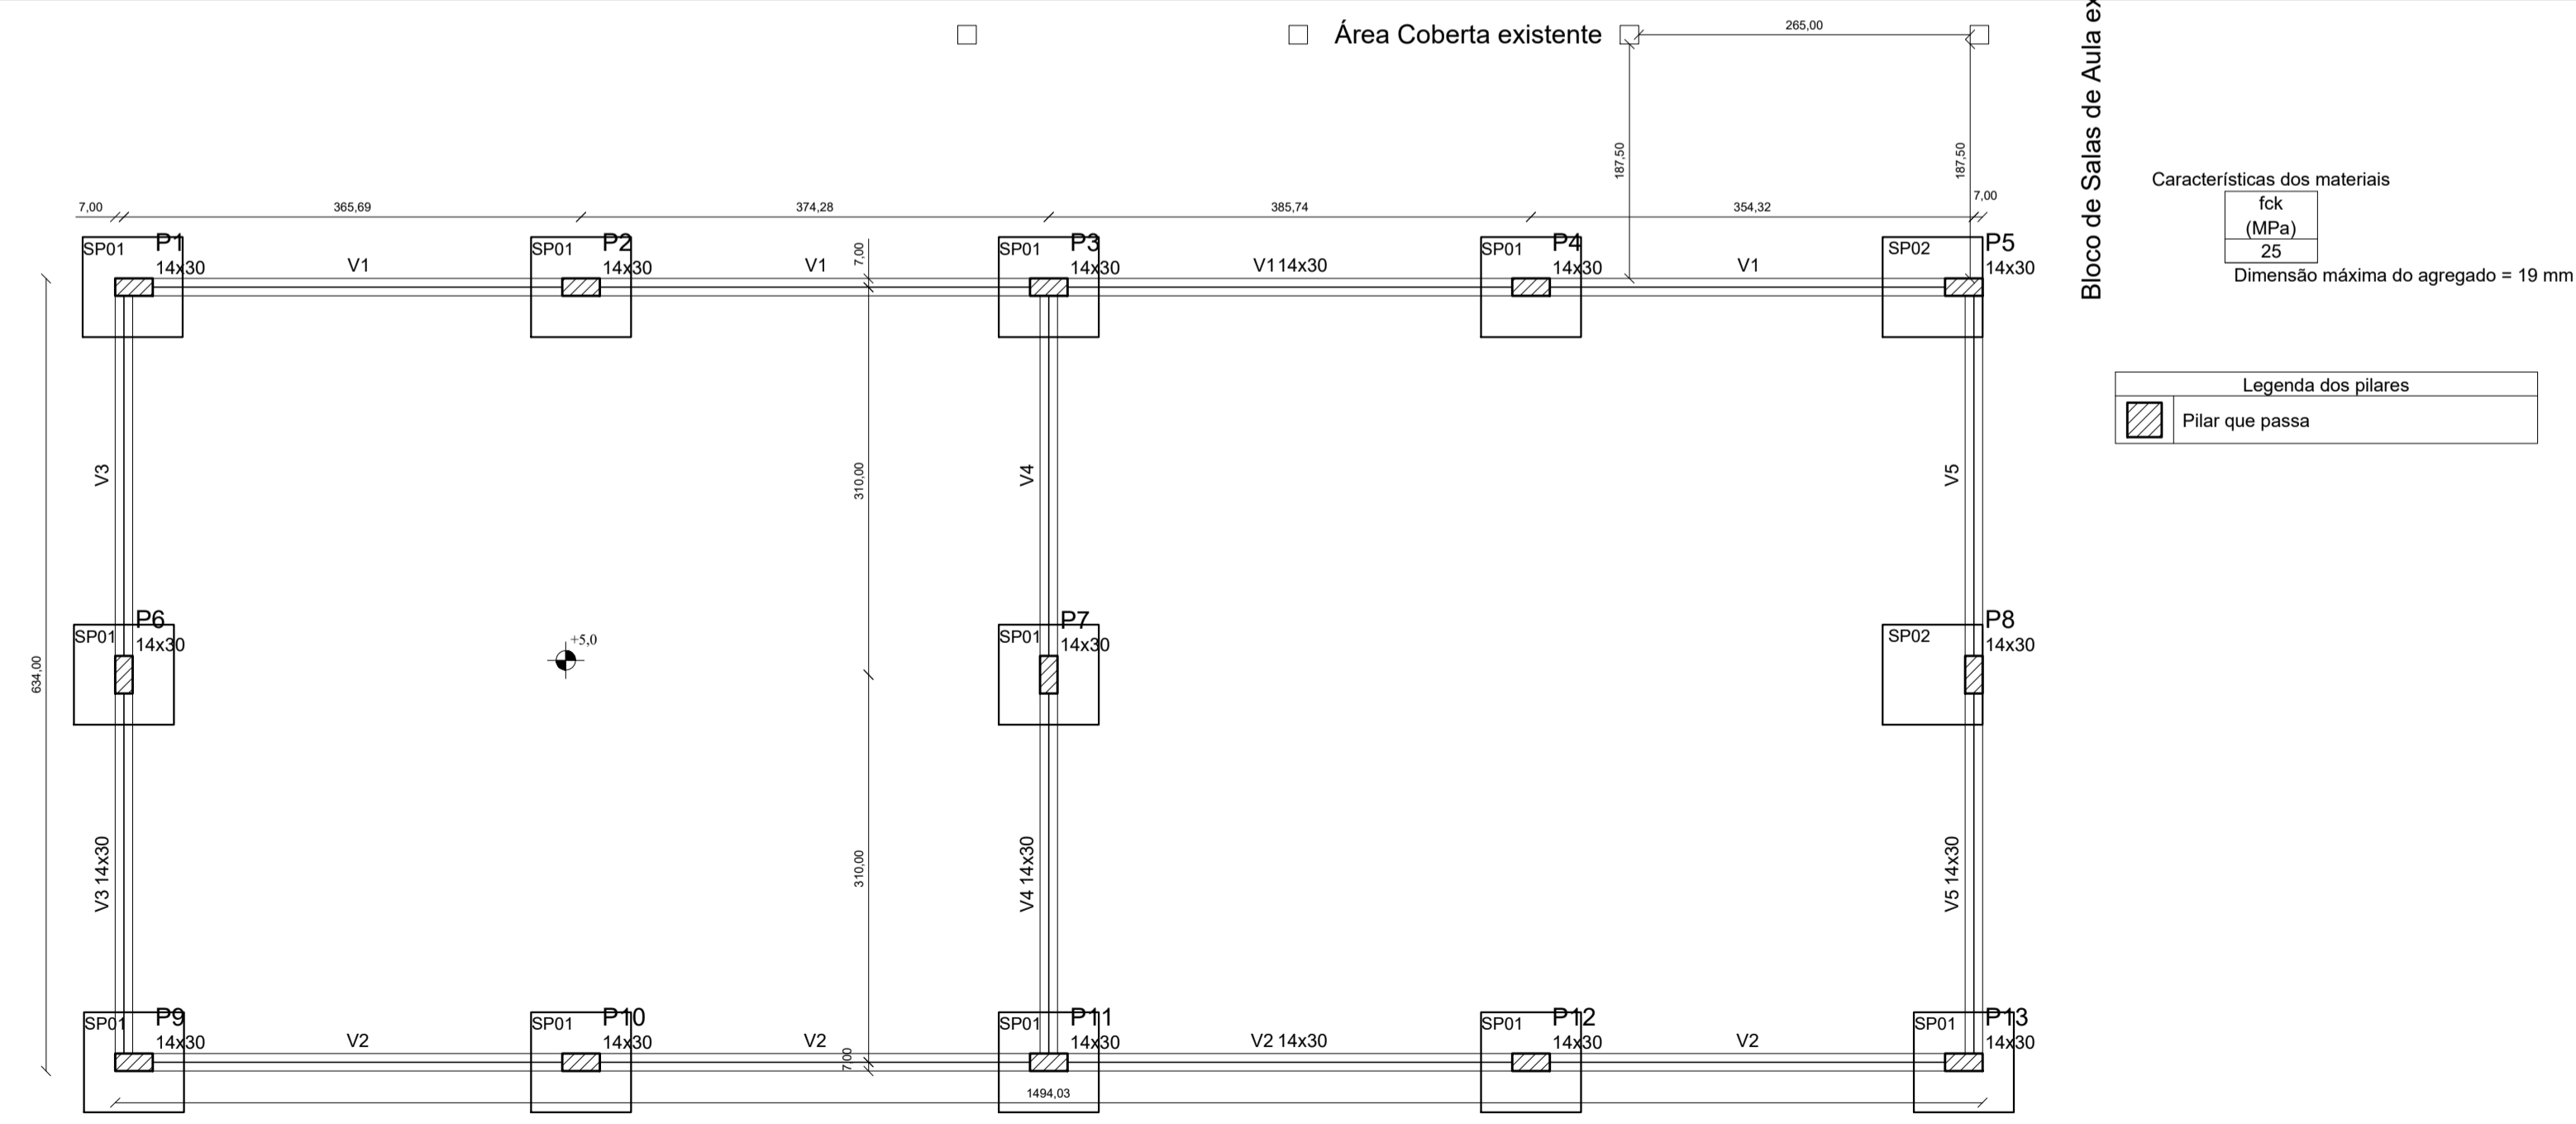 Área Coberta existente
265,00
Bloco de Salas de Aula ex
187,50
187,50
7,00
365,69
374,28
385,74
354,32
7,00
Características dos materiais
fck
(MPa)
25
Dimensão máxima do agregado = 19 mm
SP01
P1
14x30
V1
SP01
P2
14x30
V1
7,00
SP01
P3
14x30
V1 14x30
SP01
P4
14x30
V1
SP02
P5
14x30
Legenda dos pilares
Pilar que passa
V3
310,00
V4
V5
634,00
SP01
P6
14x30
+5,0
SP01
P7
14x30
SP02
P8
14x30
V3 14x30
310,00
V4 14x30
V5 14x30
SP01
P9
14x30
V2
SP01
P10
14x30
V2
7,00
SP01
P11
14x30
V2 14x30
SP01
P12
14x30
V2
SP01
P13
14x30
1494,03